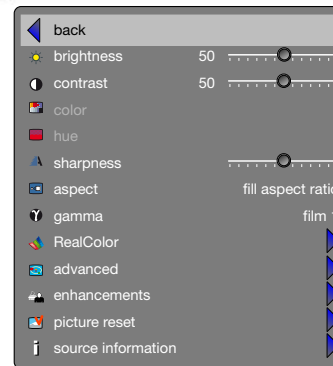 back
brightness 50
contrast 50
color
hue
sharpness
aspect fill aspect ratio
gamma film
RealColor
advanced
enhancements
picture reset
source information